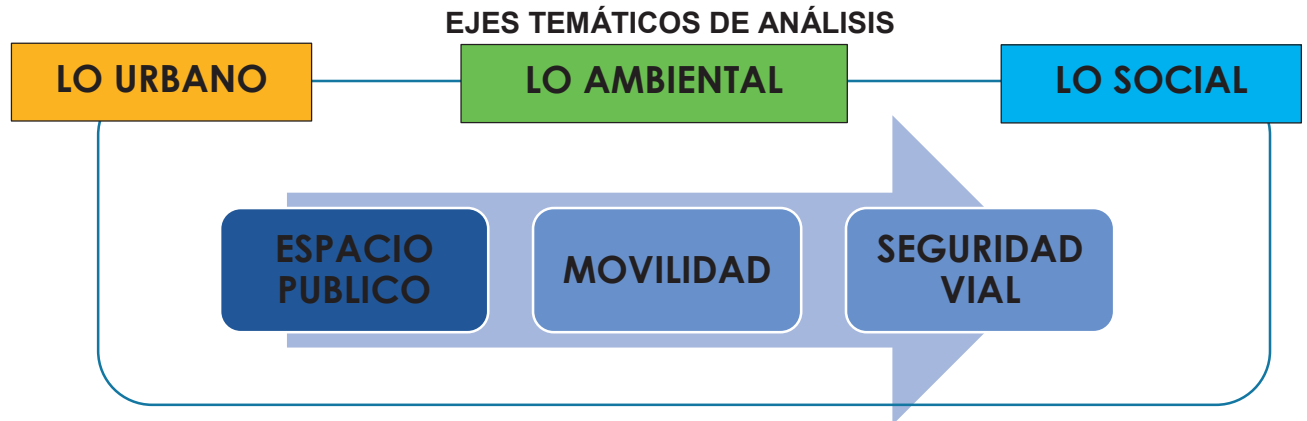 EJES TEMÁTICOS DE ANÁLISIS
LO URBANO
LO AMBIENTAL
LO SOCIAL
ESPACIO
PUBLICO
MOVILIDAD
SEGURIDAD
VIAL